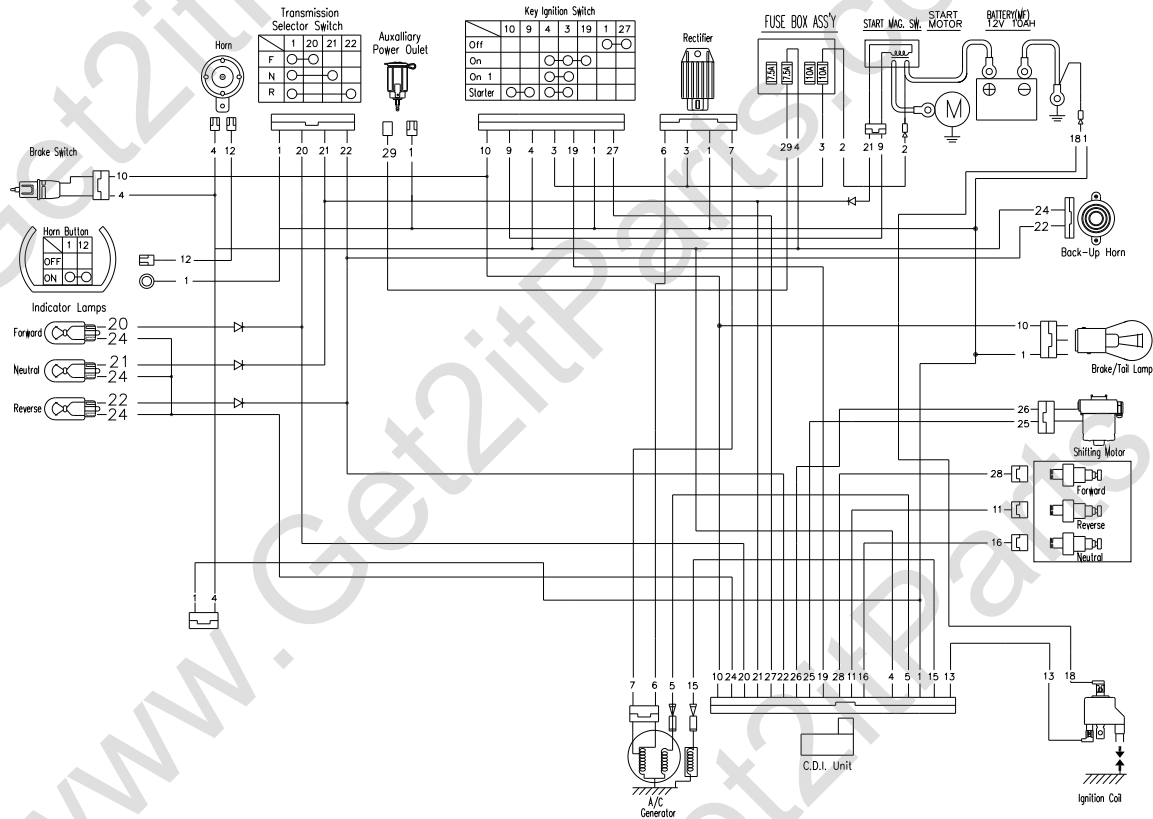 Transmission
Selector Switch
1 20 21 22
F
N
R
Horn
Auxalliory
Power Oulet
Key Ignition Switch
10 9 4 3 19 1 27
Off
On
On 1
Starter
Rectifier
FUSE BOX ASS'Y
7.5A 7.5A 10A 10A
START MAG. SW.
START
MOTOR
BATTERY(MF)
12V 10AH
M
4 12
1 20 21 22
29 1
10 9 4 3 19 1 27
6 3 1 7
29 4 3 2 21 9 2
18 1
Brake Switch
10
4
Horn Button
1 12
OFF
ON
12
1
24
22
Back-Up Horn
Indicator Lamps
Forward
20
24
Neutral
21
24
Reverse
22
24
10
1
Brake/Tail Lamp
26
25
Shifting Motor
28
Forward
11
Reverse
16
Neutral
1 4
7 6 5 15
10 24 20 21 27 22 26 25 19 28 11 16 4 5 1 15 13
13 18
A/C
Generator
C.D.I. Unit
Ignition Coil
www.Get2itParts.com
Get2itParts